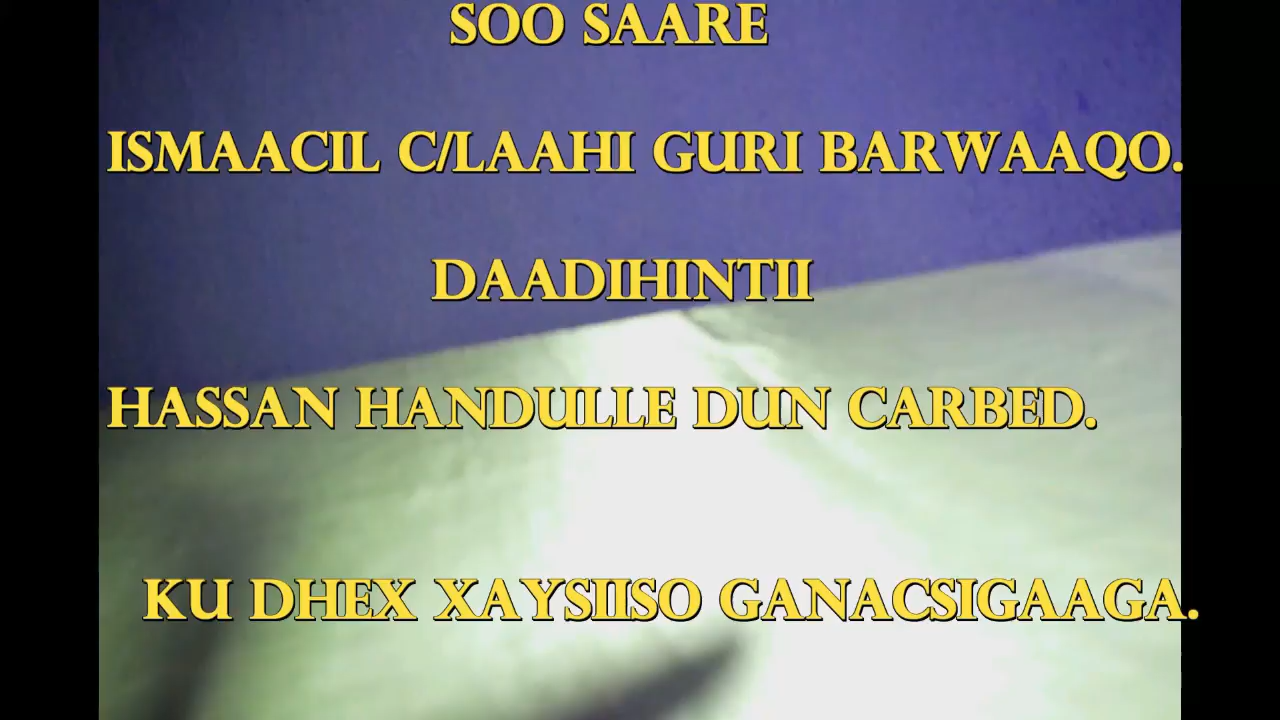 SOO SAARE
ISMAACIL C/LAAHI GURI BARWAAQO.
DAADIHINTII
HASSAN HANDULLE DUN CARBED.
KU DHEX XAYSIISO GANACSIGAAGA.